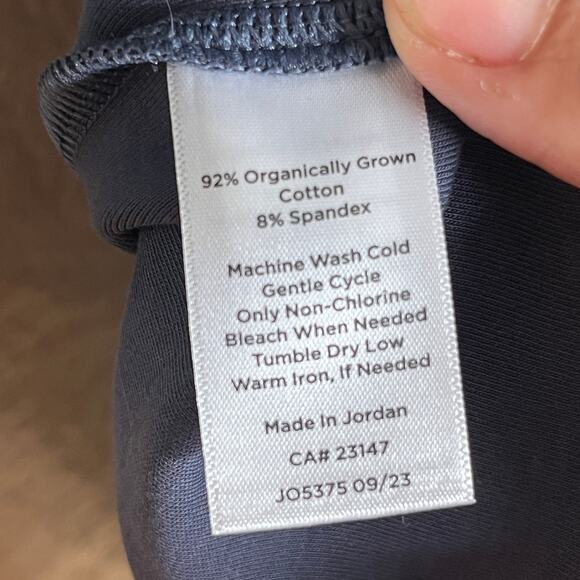 92% Organically Grown
Cotton
8% Spandex
Machine Wash Cold
Gentle Cycle
Only Non-Chlorine
Bleach When Needed
Tumble Dry Low
Warm Iron, If Needed
Made In Jordan
CA# 23147
JO5375 09/23